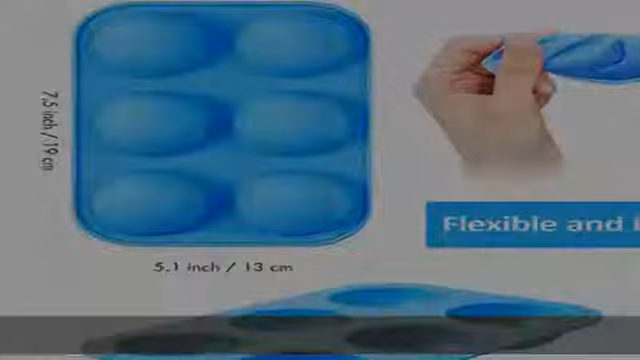 7.5 inch / 19 cm
Flexible and
5.1 inch / 13 cm